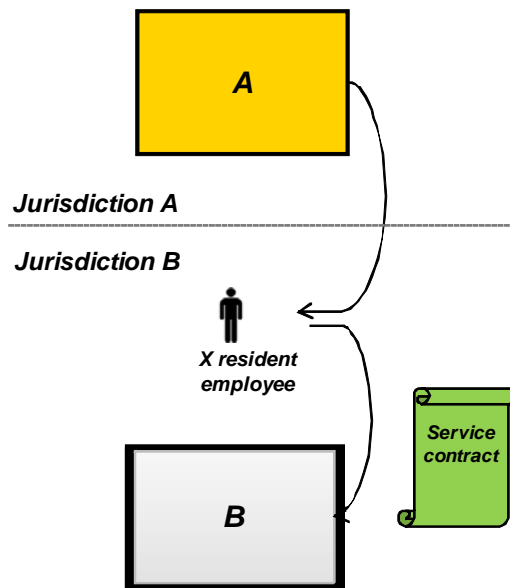 A
Jurisdiction A
Jurisdiction B
X resident
employee
Service
contract
B